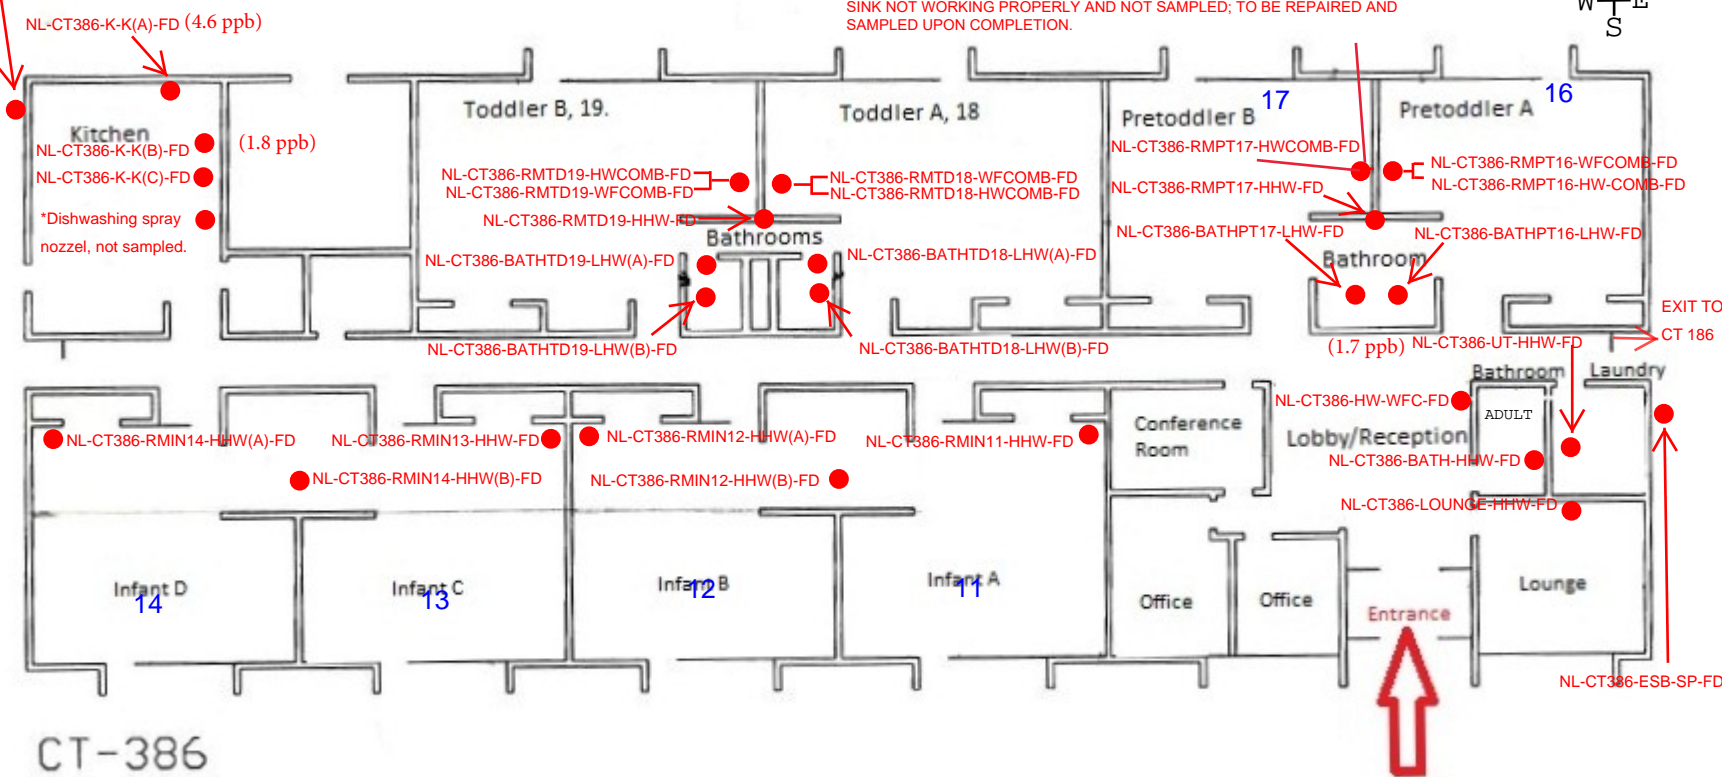 SINK NOT WORKING PROPERLY AND NOT SAMPLED; TO BE REPAIRED AND
SAMPLED UPON COMPLETION.
W E
S
NL-CT386-K-K(A)-FD (4.6 ppb)
Kitchen
NL-CT386-K-K(B)-FD
(1.8 ppb)
NL-CT386-K-K(C)-FD
*Dishwashing spray
nozzel, not sampled.
Toddler B, 19.
NL-CT386-RMTD19-HWCOMB-FD
NL-CT386-RMTD19-WFCOMB-FD
NL-CT386-RMTD19-HHW-FD
Toddler A, 18
NL-CT386-RMTD18-WFCOMB-FD
NL-CT386-RMTD18-HWCOMB-FD
Bathrooms
NL-CT386-BATHTD19-LHW(A)-FD
NL-CT386-BATHTD18-LHW(A)-FD
NL-CT386-BATHTD19-LHW(B)-FD
NL-CT386-BATHTD18-LHW(B)-FD
17
Pretoddler B
NL-CT386-RMPT17-HWCOMB-FD
NL-CT386-RMPT17-HHW-FD
NL-CT386-BATHPT17-LHW-FD
16
Pretoddler A
NL-CT386-RMPT16-WFCOMB-FD
NL-CT386-RMPT16-HW-COMB-FD
NL-CT386-BATHPT16-LHW-FD
Bathroom
EXIT TO
CT 186
(1.7 ppb) NL-CT386-UT-HHW-FD
Bathroom
Laundry
ADULT
NL-CT386-HW-WFC-FD
Lobby/Reception
NL-CT386-BATH-HHW-FD
NL-CT386-LOUNGE-HHW-FD
Conference
Room
NL-CT386-RMIN14-HHW(A)-FD
NL-CT386-RMIN13-HHW-FD
NL-CT386-RMIN12-HHW(A)-FD
NL-CT386-RMIN11-HHW-FD
NL-CT386-RMIN14-HHW(B)-FD
NL-CT386-RMIN12-HHW(B)-FD
Infant D
14
Infant C
13
Infant B
12
Infant A
11
Office
Office
Entrance
Lounge
NL-CT386-ESB-SP-FD
CT-386